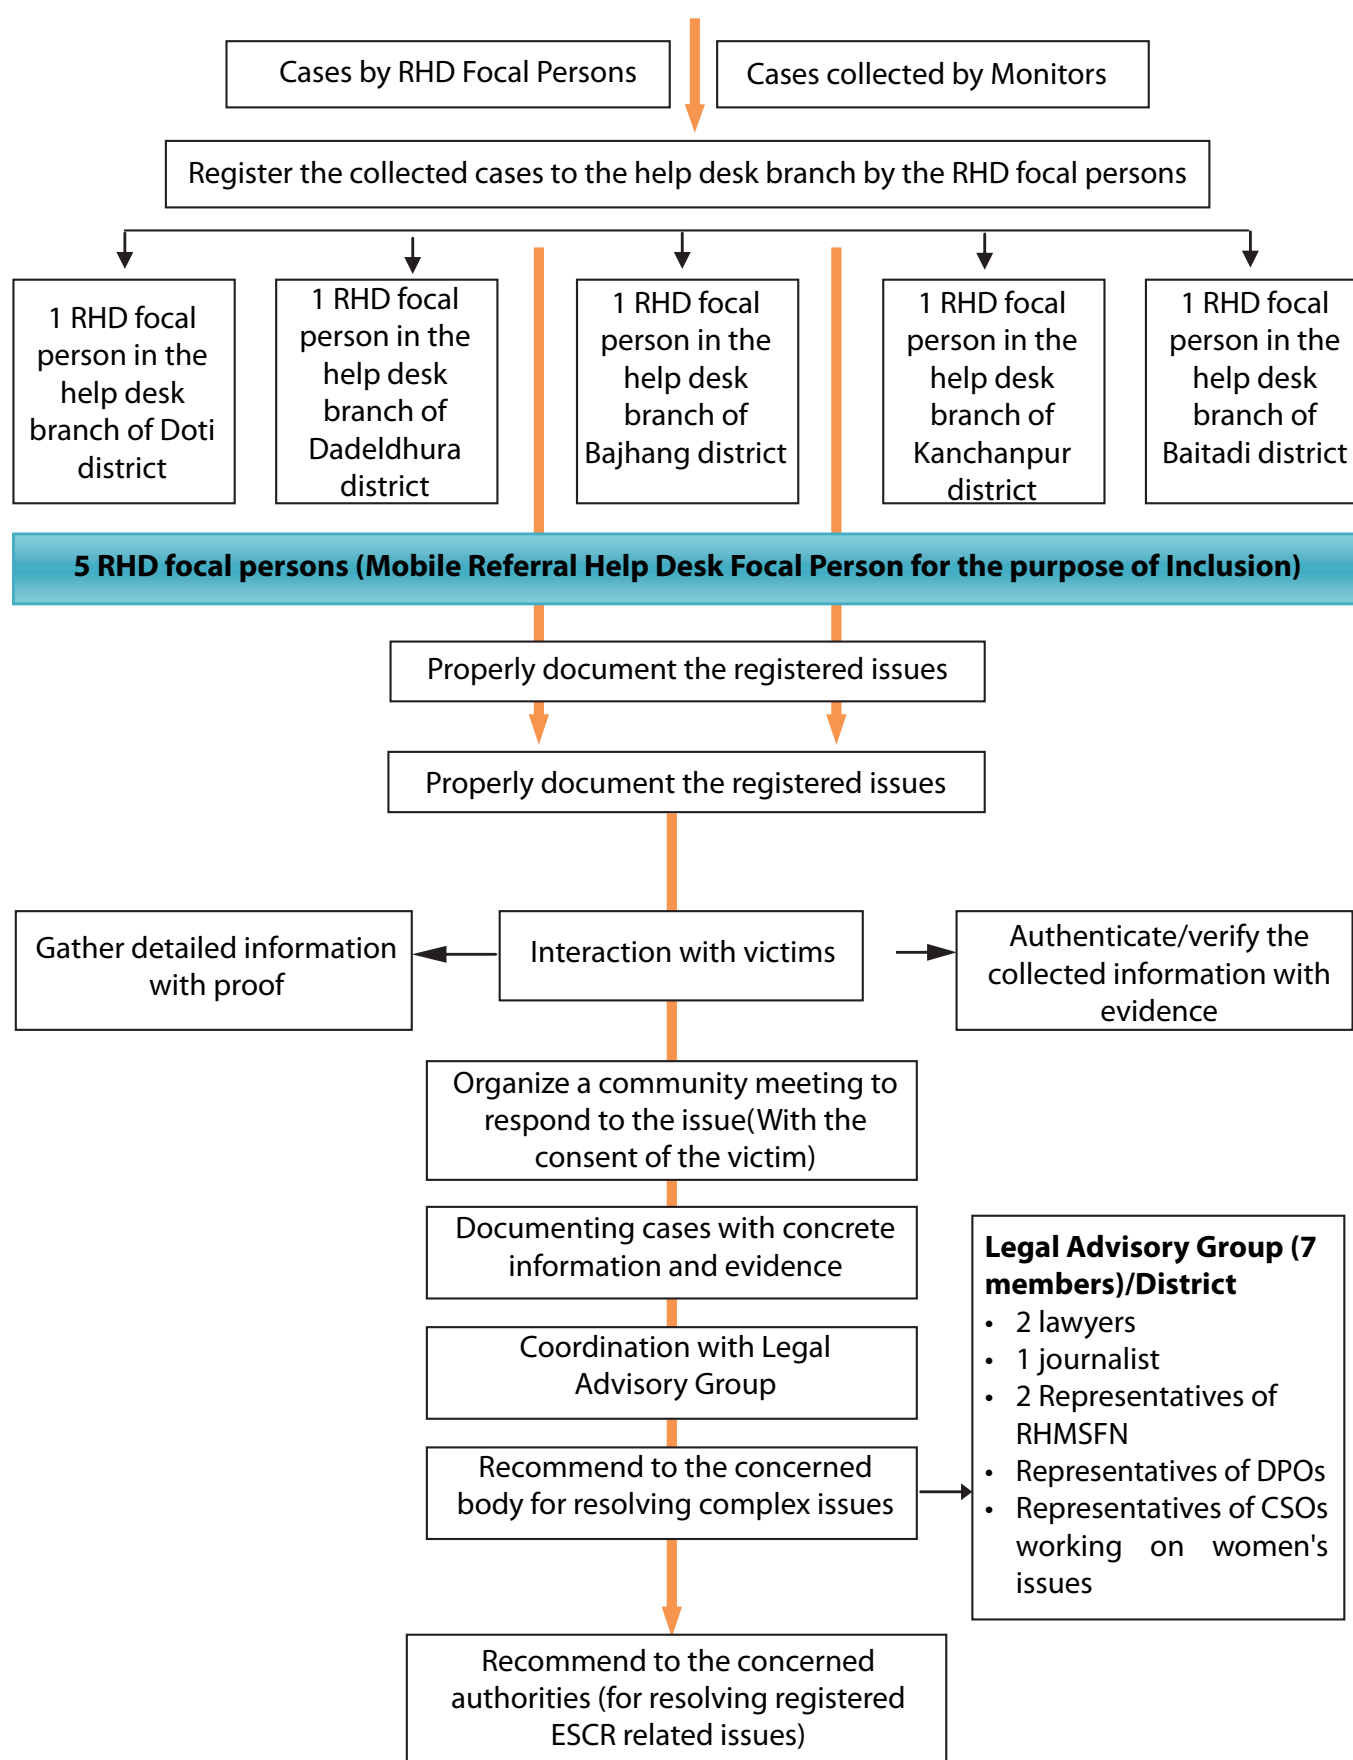 Cases by RHD Focal Persons
Cases collected by Monitors
Register the collected cases to the help desk branch by the RHD focal persons
1 RHD focal
person in the
help desk
branch of Doti
district
1 RHD focal
person in the
help desk
branch of
Dadeldhura
district
1 RHD focal
person in the
help desk
branch of
Bajhang district
1 RHD focal
person in the
help desk
branch of
Kanchanpur
district
1 RHD focal
person in the
help desk
branch of
Baitadi district
5 RHD focal persons (Mobile Referral Help Desk Focal Person for the purpose of Inclusion)
Properly document the registered issues
Properly document the registered issues
Gather detailed information
with proof
Interaction with victims
Authenticate/verify the
collected information with
evidence
Organize a community meeting to
respond to the issue(With the
consent of the victim)
Documenting cases with concrete
information and evidence
Coordination with Legal
Advisory Group
Recommend to the concerned
body for resolving complex issues
Legal Advisory Group (7
members)/District
• 2 lawyers
• 1 journalist
• 2 Representatives of
RHMSFN
• Representatives of DPOs
• Representatives of CSOs
working on women's
issues
Recommend to the concerned
authorities (for resolving registered
ESCR related issues)